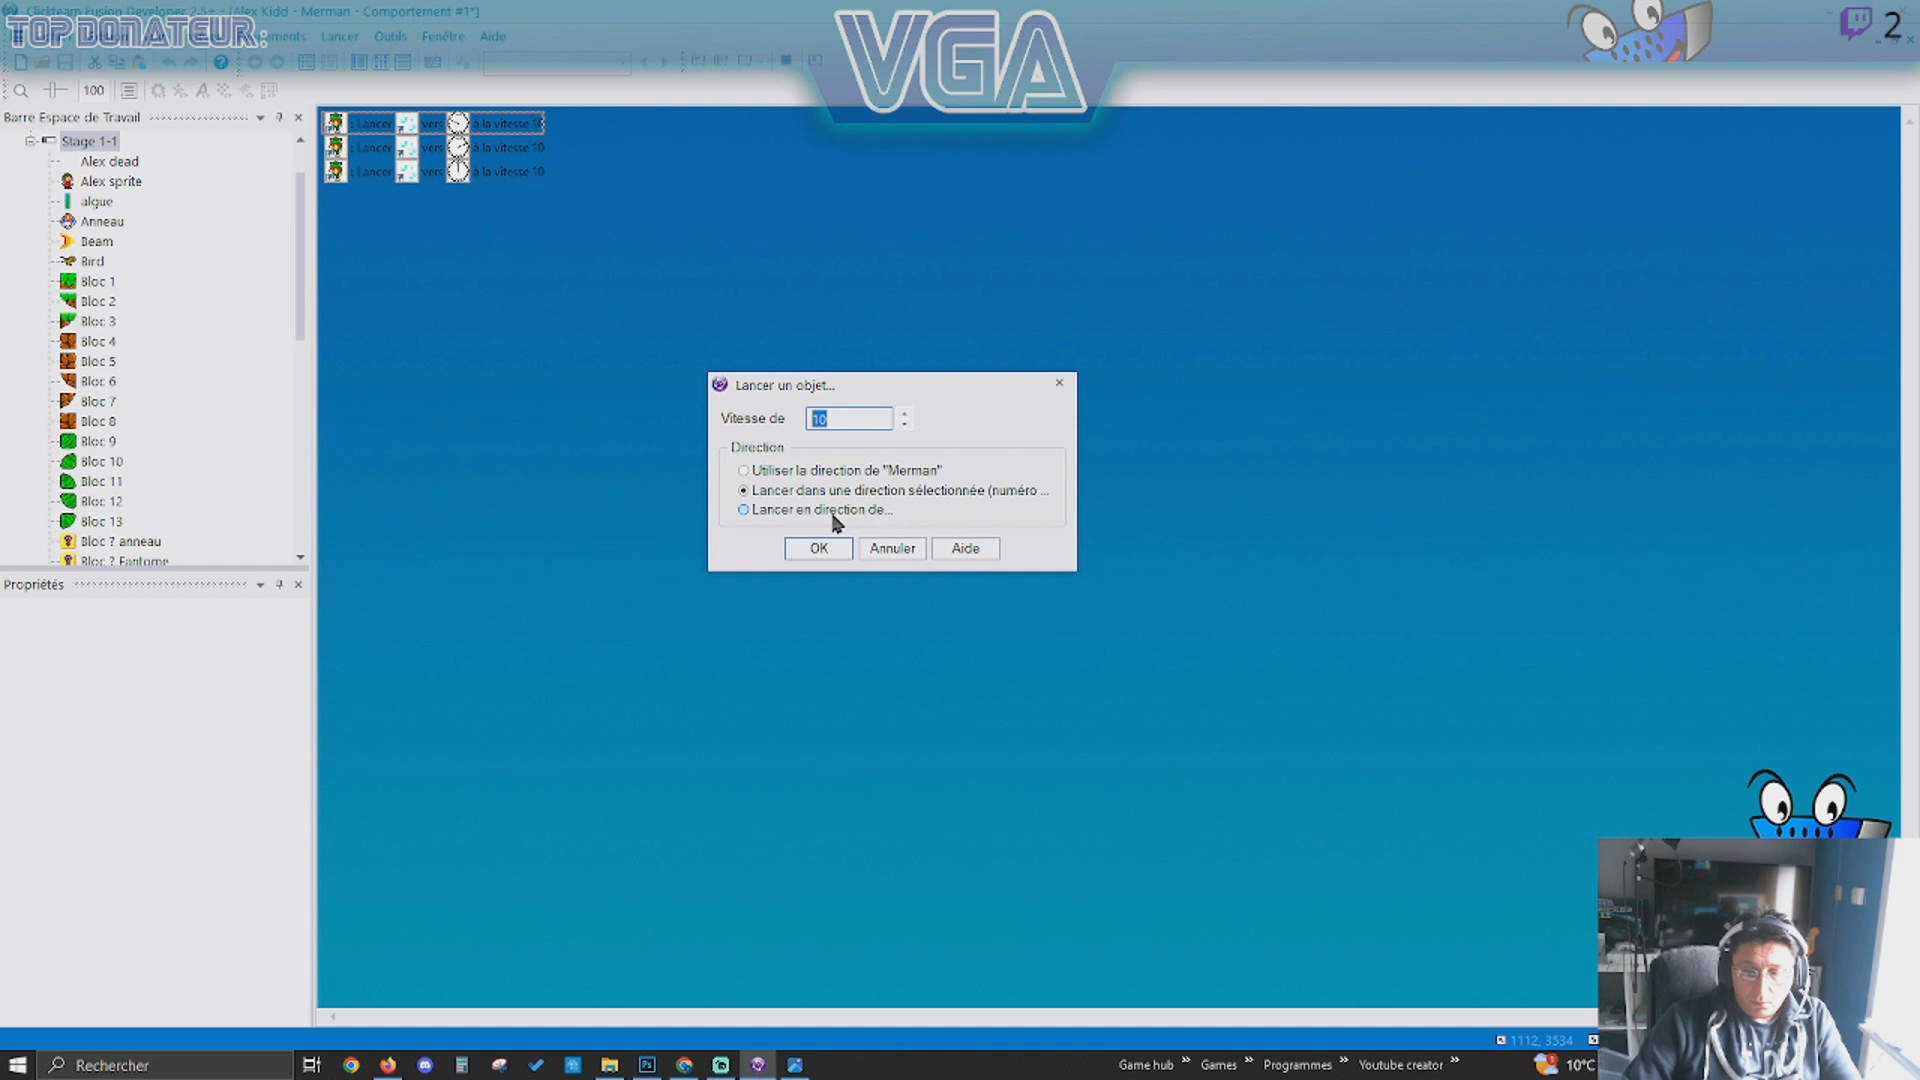 Clickteam Fusion Developer 2.5+ - [Alex Kidd - Merman - Comportement #1*]
TOP DONATEUR:
Lancer Outils Fenêtre Aide
VGA
2
100
Barre Espace de Travail
Stage 1-1
Alex dead
Alex sprite
algue
Anneau
Beam
Bird
Bloc 1
Bloc 2
Bloc 3
Bloc 4
Bloc 5
Bloc 6
Bloc 7
Bloc 8
Bloc 9
Bloc 10
Bloc 11
Bloc 12
Bloc 13
Bloc ? anneau
Bloc ? Fantome
Propriétés
: Lancer vers à la vitesse 10
: Lancer vers à la vitesse 10
: Lancer vers à la vitesse 10
Lancer un objet...
Vitesse de 10
Direction
Utiliser la direction de "Merman"
Lancer dans une direction sélectionnée (numéro ...
Lancer en direction de...
OK Annuler Aide
1112, 3534
Rechercher
Game hub Games Programmes Youtube creator 10°C